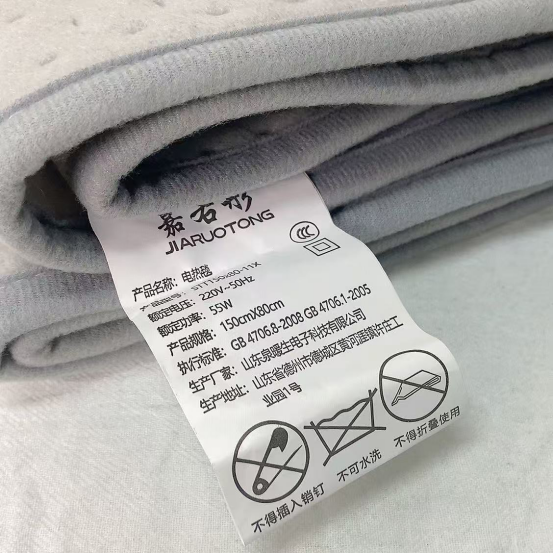 嘉若彤
JIARUOTONG
CCC
产品名称: 电热毯
额定电压: 220V~50Hz
额定功率: 55W
产品规格: 150cmX80cm
执行标准: GB 4706.8-2008 GB 4706.1-2005
生产厂家: 山东泉暖生电子科技有限公司
生产地址: 山东省德州市德城区黄河涯镇许庄工
业园1号
不得插入销钉
不可水洗
不得折叠使用